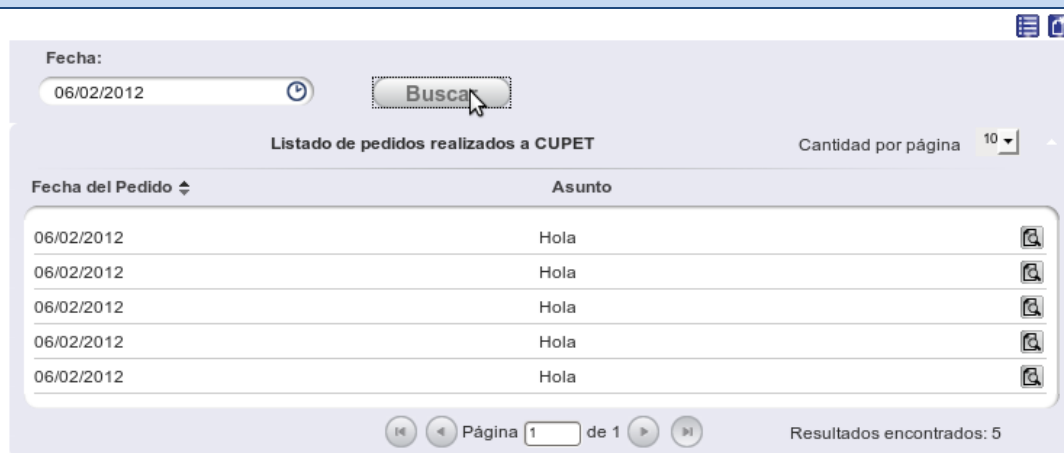 Fecha:
06/02/2012 Buscar
Listado de pedidos realizados a CUPET Cantidad por página 10
Fecha del Pedido Asunto
06/02/2012 Hola
06/02/2012 Hola
06/02/2012 Hola
06/02/2012 Hola
06/02/2012 Hola
Página 1 de 1 Resultados encontrados: 5